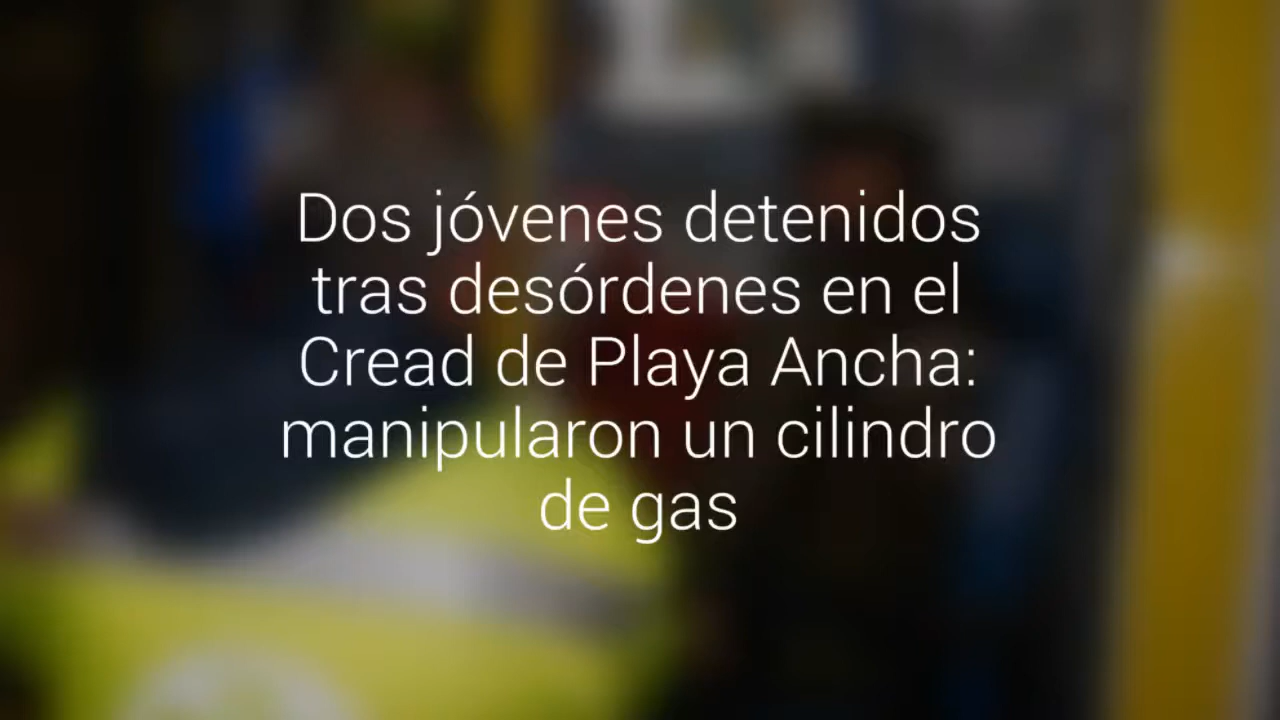 Dos jóvenes detenidos
tras desórdenes en el
Cread de Playa Ancha:
manipularon un cilindro
de gas